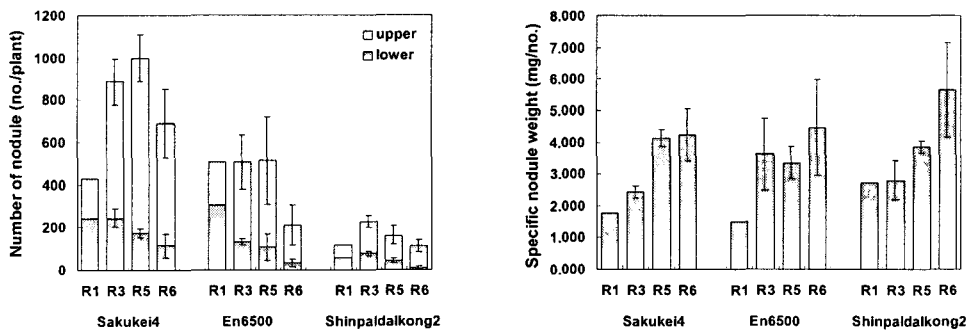 Number of nodule (no./plant)
1200
1000
800
600
400
200
0
upper
lower
R1 R3 R5 R6 R1 R3 R5 R6 R1 R3 R5 R6
Sakukei4 En6500 Shinpaldalkong2
Specific nodule weight (mg/no.)
8.000
7.000
6.000
5.000
4.000
3.000
2.000
1.000
0.000
R1 R3 R5 R6 R1 R3 R5 R6 R1 R3 R5 R6
Sakukei4 En6500 Shinpaldalkong2